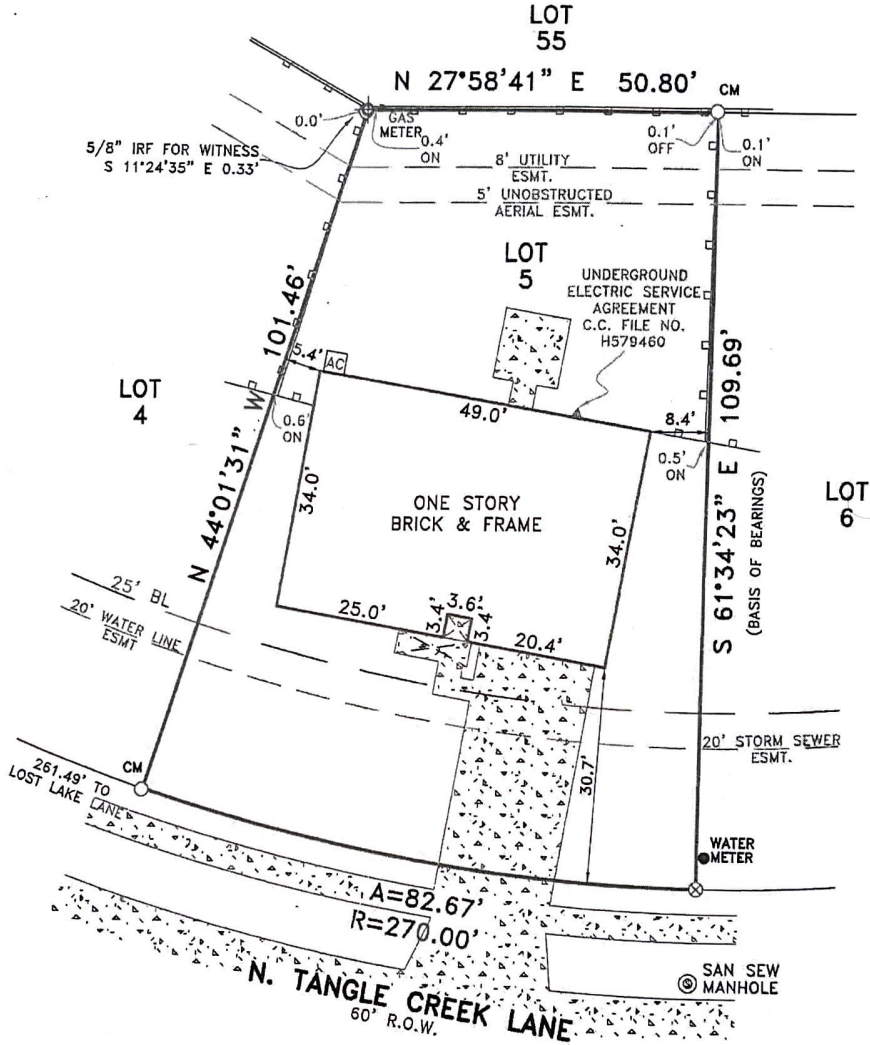 LOT
55
N 27°58'41" E 50.80'
CM
0.0'
GAS
METER
0.4'
ON
0.1'
OFF
0.1'
ON
5/8" IRF FOR WITNESS
S 11°24'35" E 0.33'
8' UTILITY
ESMT.
5' UNOBSTRUCTED
AERIAL ESMT.
LOT
5
UNDERGROUND
ELECTRIC SERVICE
AGREEMENT
C.C. FILE NO.
H579460
N 44°01'31" W 101.46'
5.4'
AC
LOT
4
0.6'
ON
49.0'
8.4'
0.5'
ON
S 61°34'23" E 109.69'
(BASIS OF BEARINGS)
LOT
6
34.0'
ONE STORY
BRICK & FRAME
34.0'
25' BL
20' WATER LINE
ESMT
25.0'
3.4'
3.6'
3.4'
20.4'
20' STORM SEWER
ESMT.
30.7'
CM
261.49' TO
LOST LAKE LANE
WATER
METER
A=82.67'
R=270.00'
N. TANGLE CREEK LANE
60' R.O.W.
SAN SEW
MANHOLE